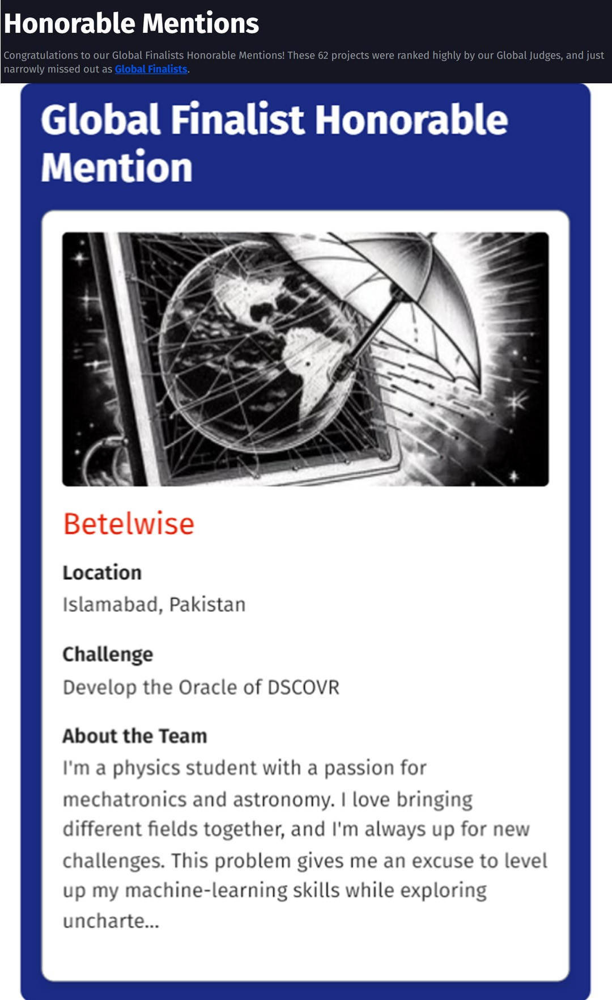 Honorable Mentions
Congratulations to our Global Finalists Honorable Mentions! These 62 projects were ranked highly by our Global Judges, and just
narrowly missed out as Global Finalists.
Global Finalist Honorable
Mention
Betelwise
Location
Islamabad, Pakistan
Challenge
Develop the Oracle of DSCOVR
About the Team
I'm a physics student with a passion for
mechatronics and astronomy. I love bringing
different fields together, and I'm always up for new
challenges. This problem gives me an excuse to level
up my machine-learning skills while exploring
uncharte...